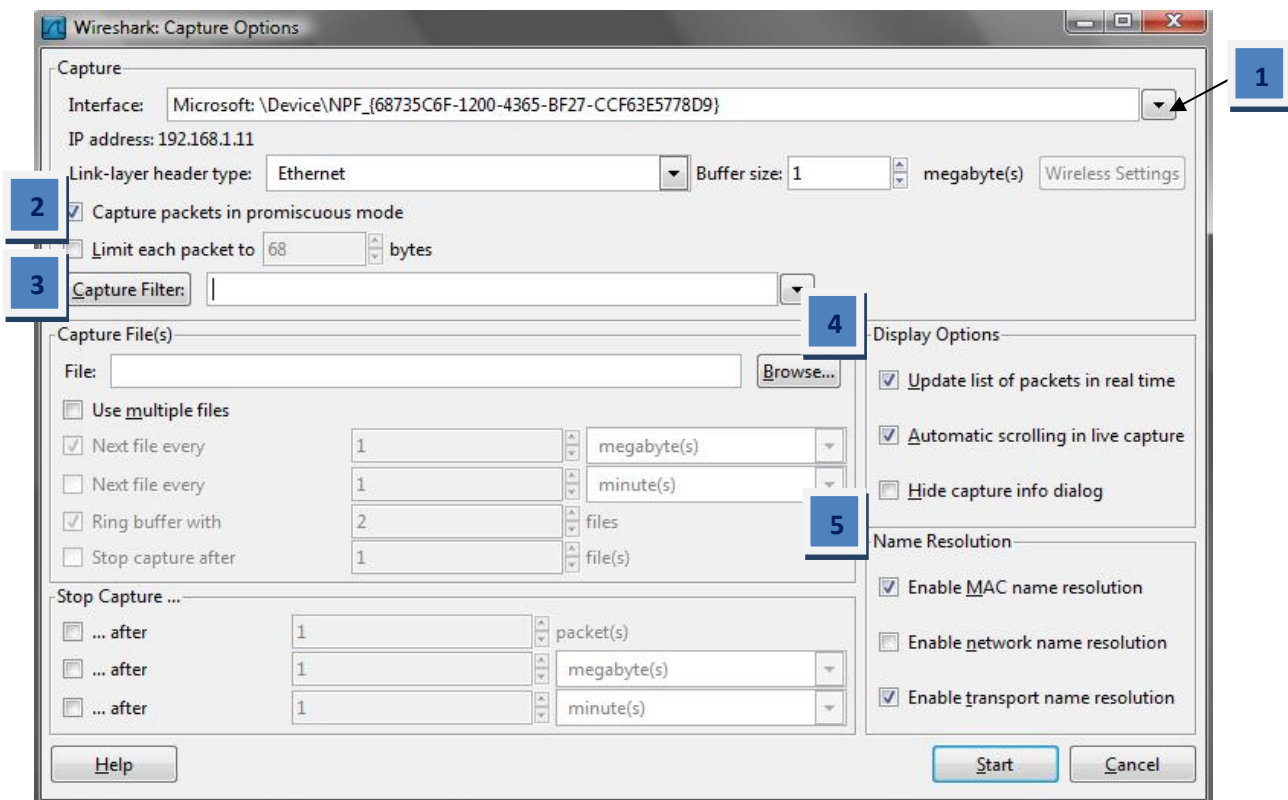 Wireshark: Capture Options
1
Capture
Interface: Microsoft: \Device\NPF_{68735C6F-1200-4365-BF27-CCF63E5778D9}
IP address: 192.168.1.11
Link-layer header type: Ethernet Buffer size: 1 megabyte(s) Wireless Settings
2
Capture packets in promiscuous mode
Limit each packet to 68 bytes
3
Capture Filter:
4
Capture File(s)
File: Browse...
Use multiple files
Next file every 1 megabyte(s)
Next file every 1 minute(s)
Ring buffer with 2 files
Stop capture after 1 file(s)
Stop Capture ...
... after 1 packet(s)
... after 1 megabyte(s)
... after 1 minute(s)
Display Options
Update list of packets in real time
Automatic scrolling in live capture
Hide capture info dialog
5
Name Resolution
Enable MAC name resolution
Enable network name resolution
Enable transport name resolution
Help Start Cancel